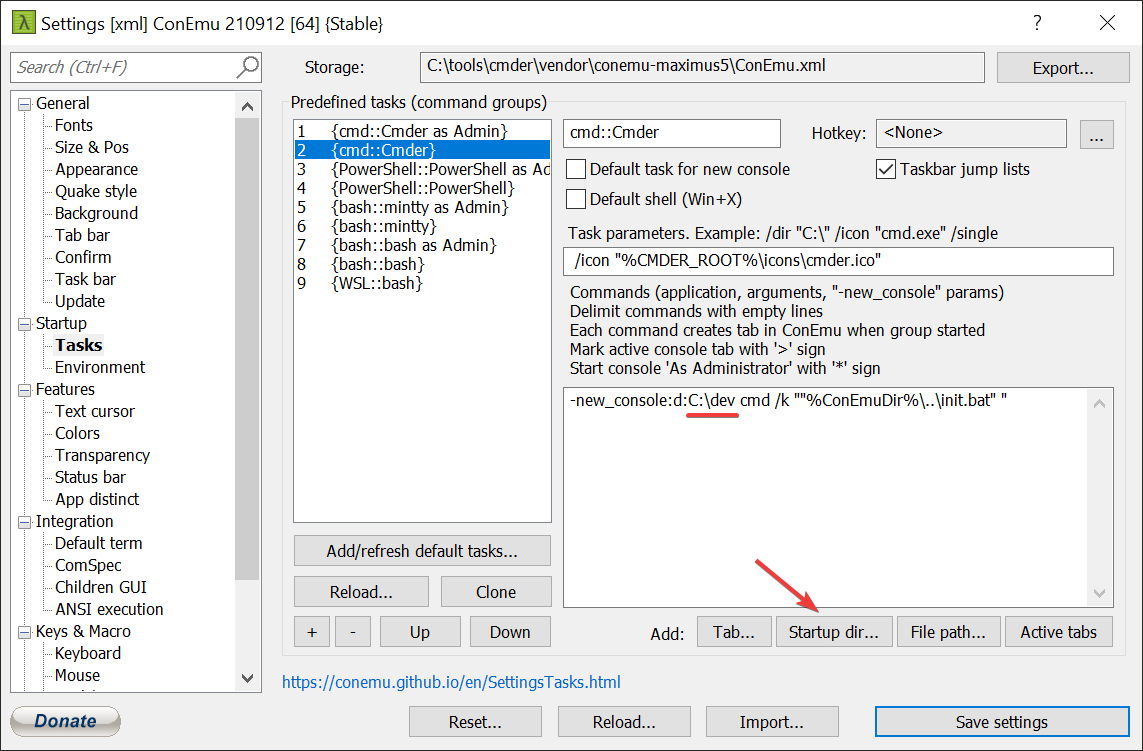 Settings [xml] ConEmu 210912 [64] {Stable}
?
Search (Ctrl+F)
Storage:
C:\tools\cmder\vendor\conemu-maximus5\ConEmu.xml
Export...
General
Fonts
Size & Pos
Appearance
Quake style
Background
Tab bar
Confirm
Task bar
Update
Startup
Tasks
Environment
Features
Text cursor
Colors
Transparency
Status bar
App distinct
Integration
Default term
ComSpec
Children GUI
ANSI execution
Keys & Macro
Keyboard
Mouse
Predefined tasks (command groups)
1 {cmd::Cmder as Admin}
2 {cmd::Cmder}
3 {PowerShell::PowerShell as Ad
4 {PowerShell::PowerShell}
5 {bash::mintty as Admin}
6 {bash::mintty}
7 {bash::bash as Admin}
8 {bash::bash}
9 {WSL::bash}
cmd::Cmder
Hotkey:
<None>
...
Default task for new console
Taskbar jump lists
Default shell (Win+X)
Task parameters. Example: /dir "C:\" /icon "cmd.exe" /single
/icon "%CMDER_ROOT%\icons\cmder.ico"
Commands (application, arguments, "-new_console" params)
Delimit commands with empty lines
Each command creates tab in ConEmu when group started
Mark active console tab with '>' sign
Start console 'As Administrator' with '*' sign
-new_console:d:C:\dev cmd /k ""%ConEmuDir%\..\init.bat" "
Add/refresh default tasks...
Reload...
Clone
+
-
Up
Down
Add:
Tab...
Startup dir...
File path...
Active tabs
https://conemu.github.io/en/SettingsTasks.html
Donate
Reset...
Reload...
Import...
Save settings